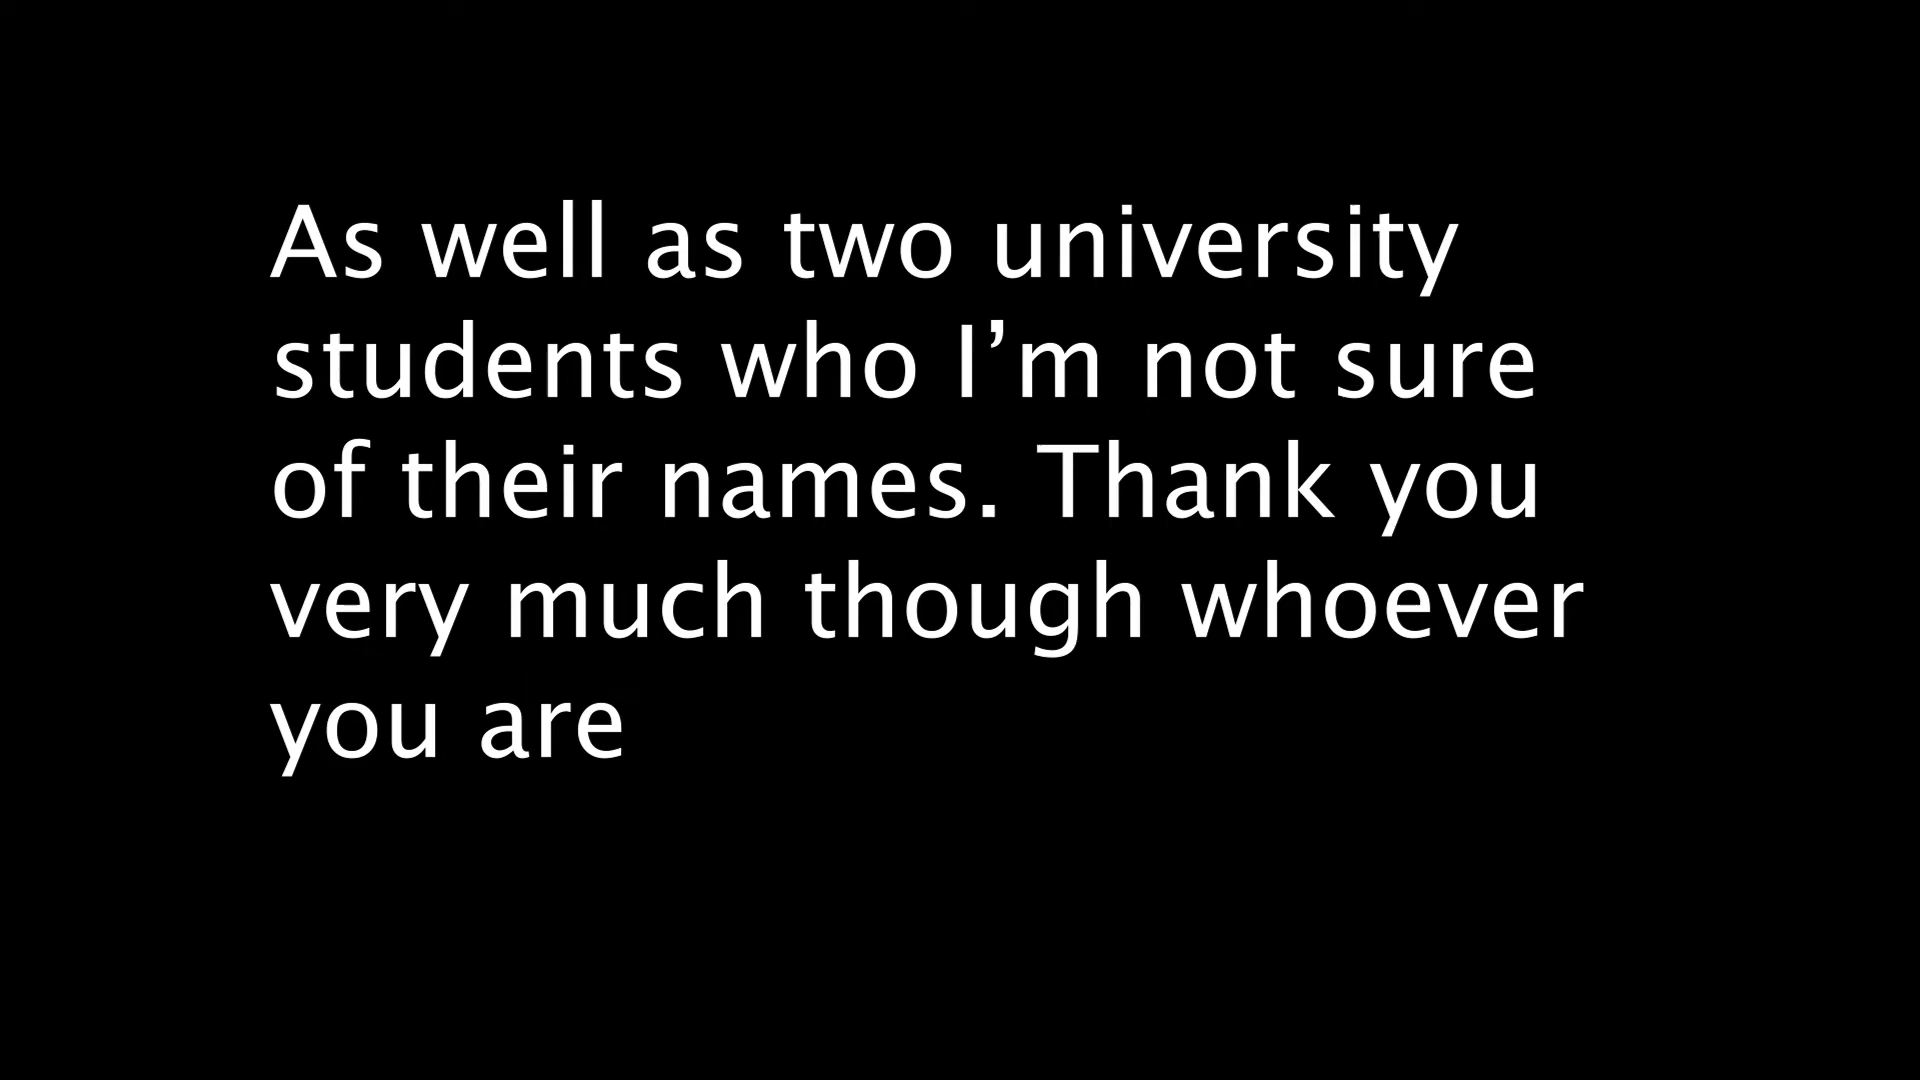 As well as two university
students who I’m not sure
of their names. Thank you
very much though whoever
you are